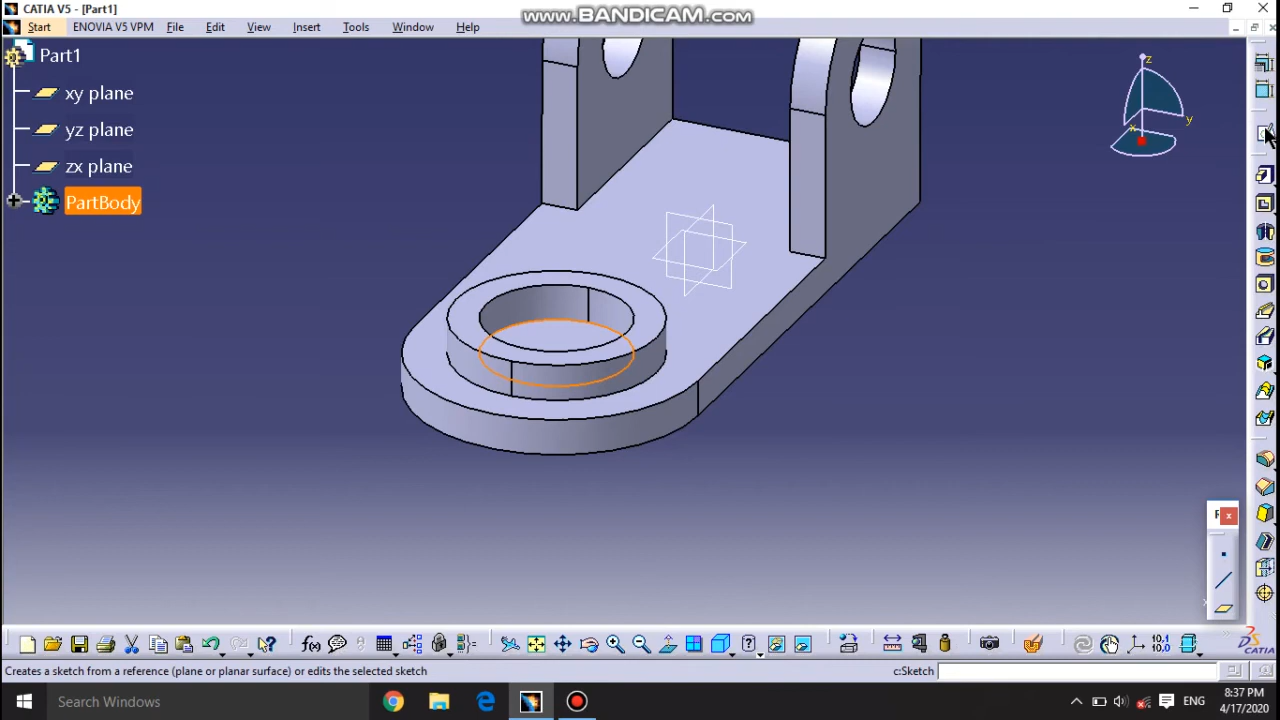 CATIA V5 - [Part1]
www.BANDICAM.com
Start
ENOVIA V5 VPM
File
Edit
View
Insert
Tools
Window
Help
Part1
xy plane
yz plane
zx plane
PartBody
z
y
x
Creates a sketch from a reference (plane or planar surface) or edits the selected sketch
c:Sketch
CATIA
Search Windows
ENG
8:37 PM
4/17/2020